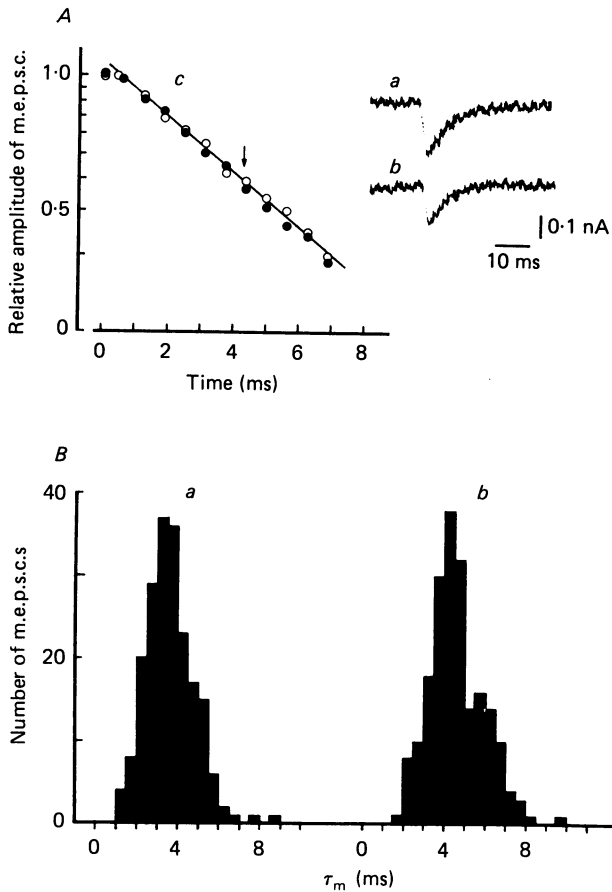 A
Relative amplitude of m.e.p.s.c.
1·0
0·5
0
0 2 4 6 8
Time (ms)
c
a
b
0·1 nA
10 ms
B
Number of m.e.p.s.c.s
40
20
0
a
b
0 4 8 0 4 8
τm (ms)